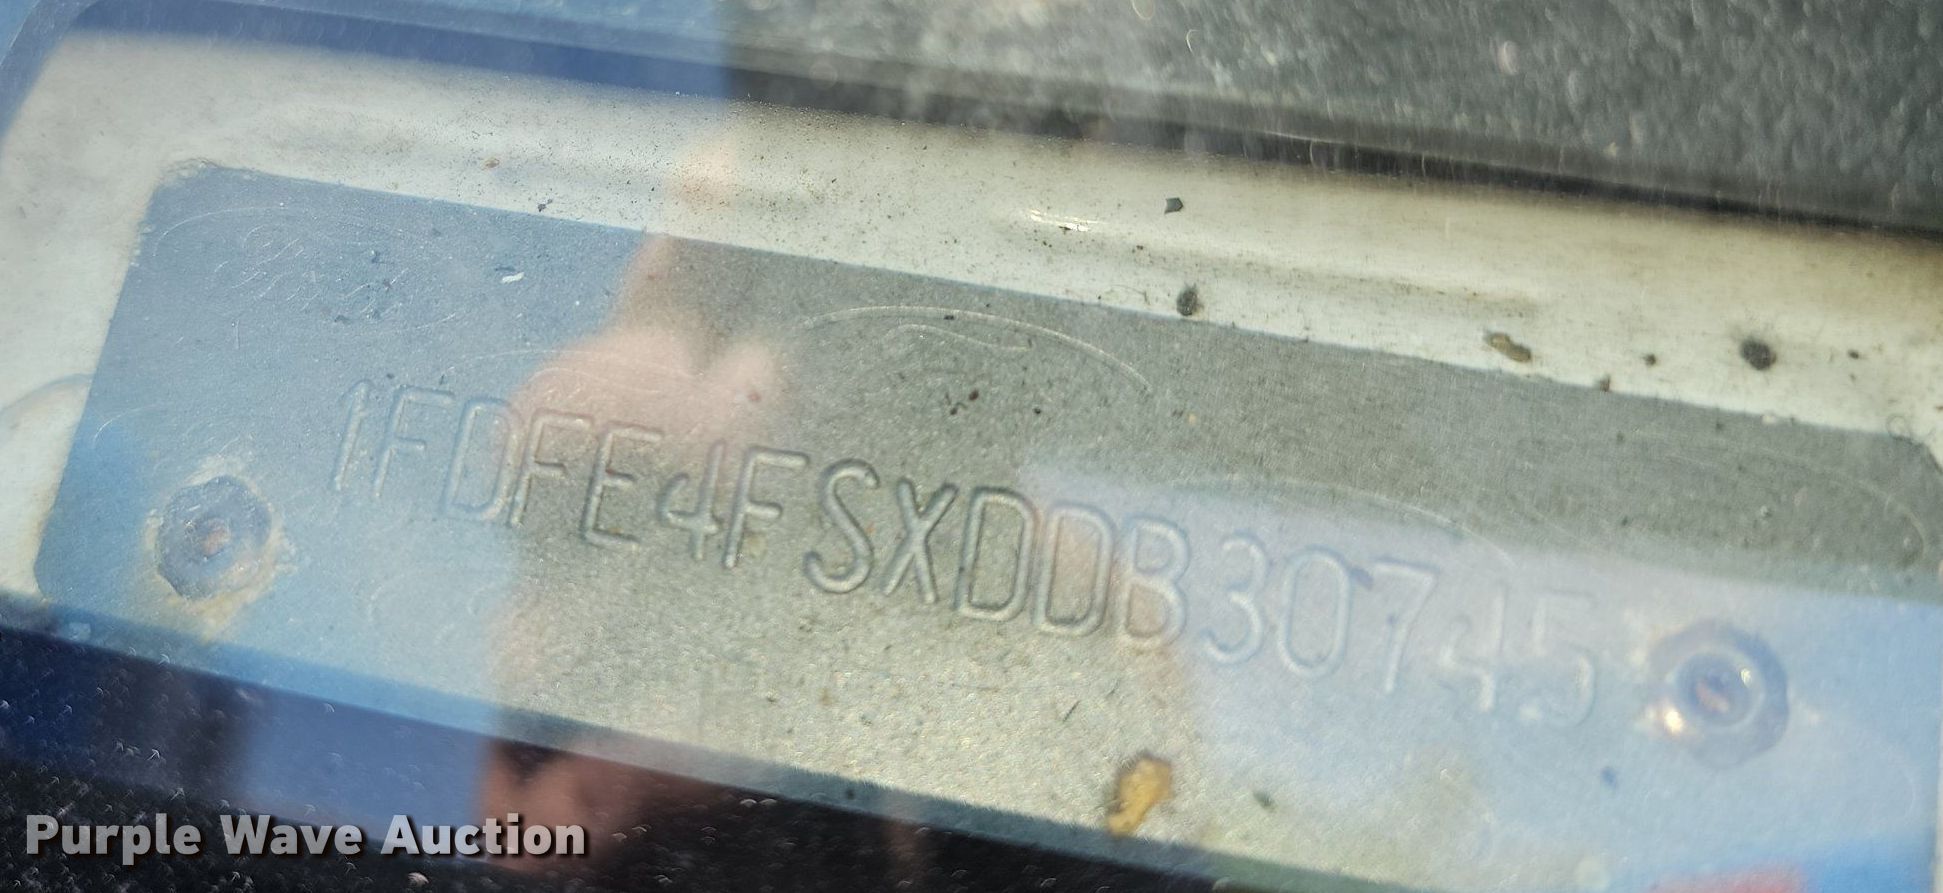 1FDFE4FSXDDB30745
Purple Wave Auction